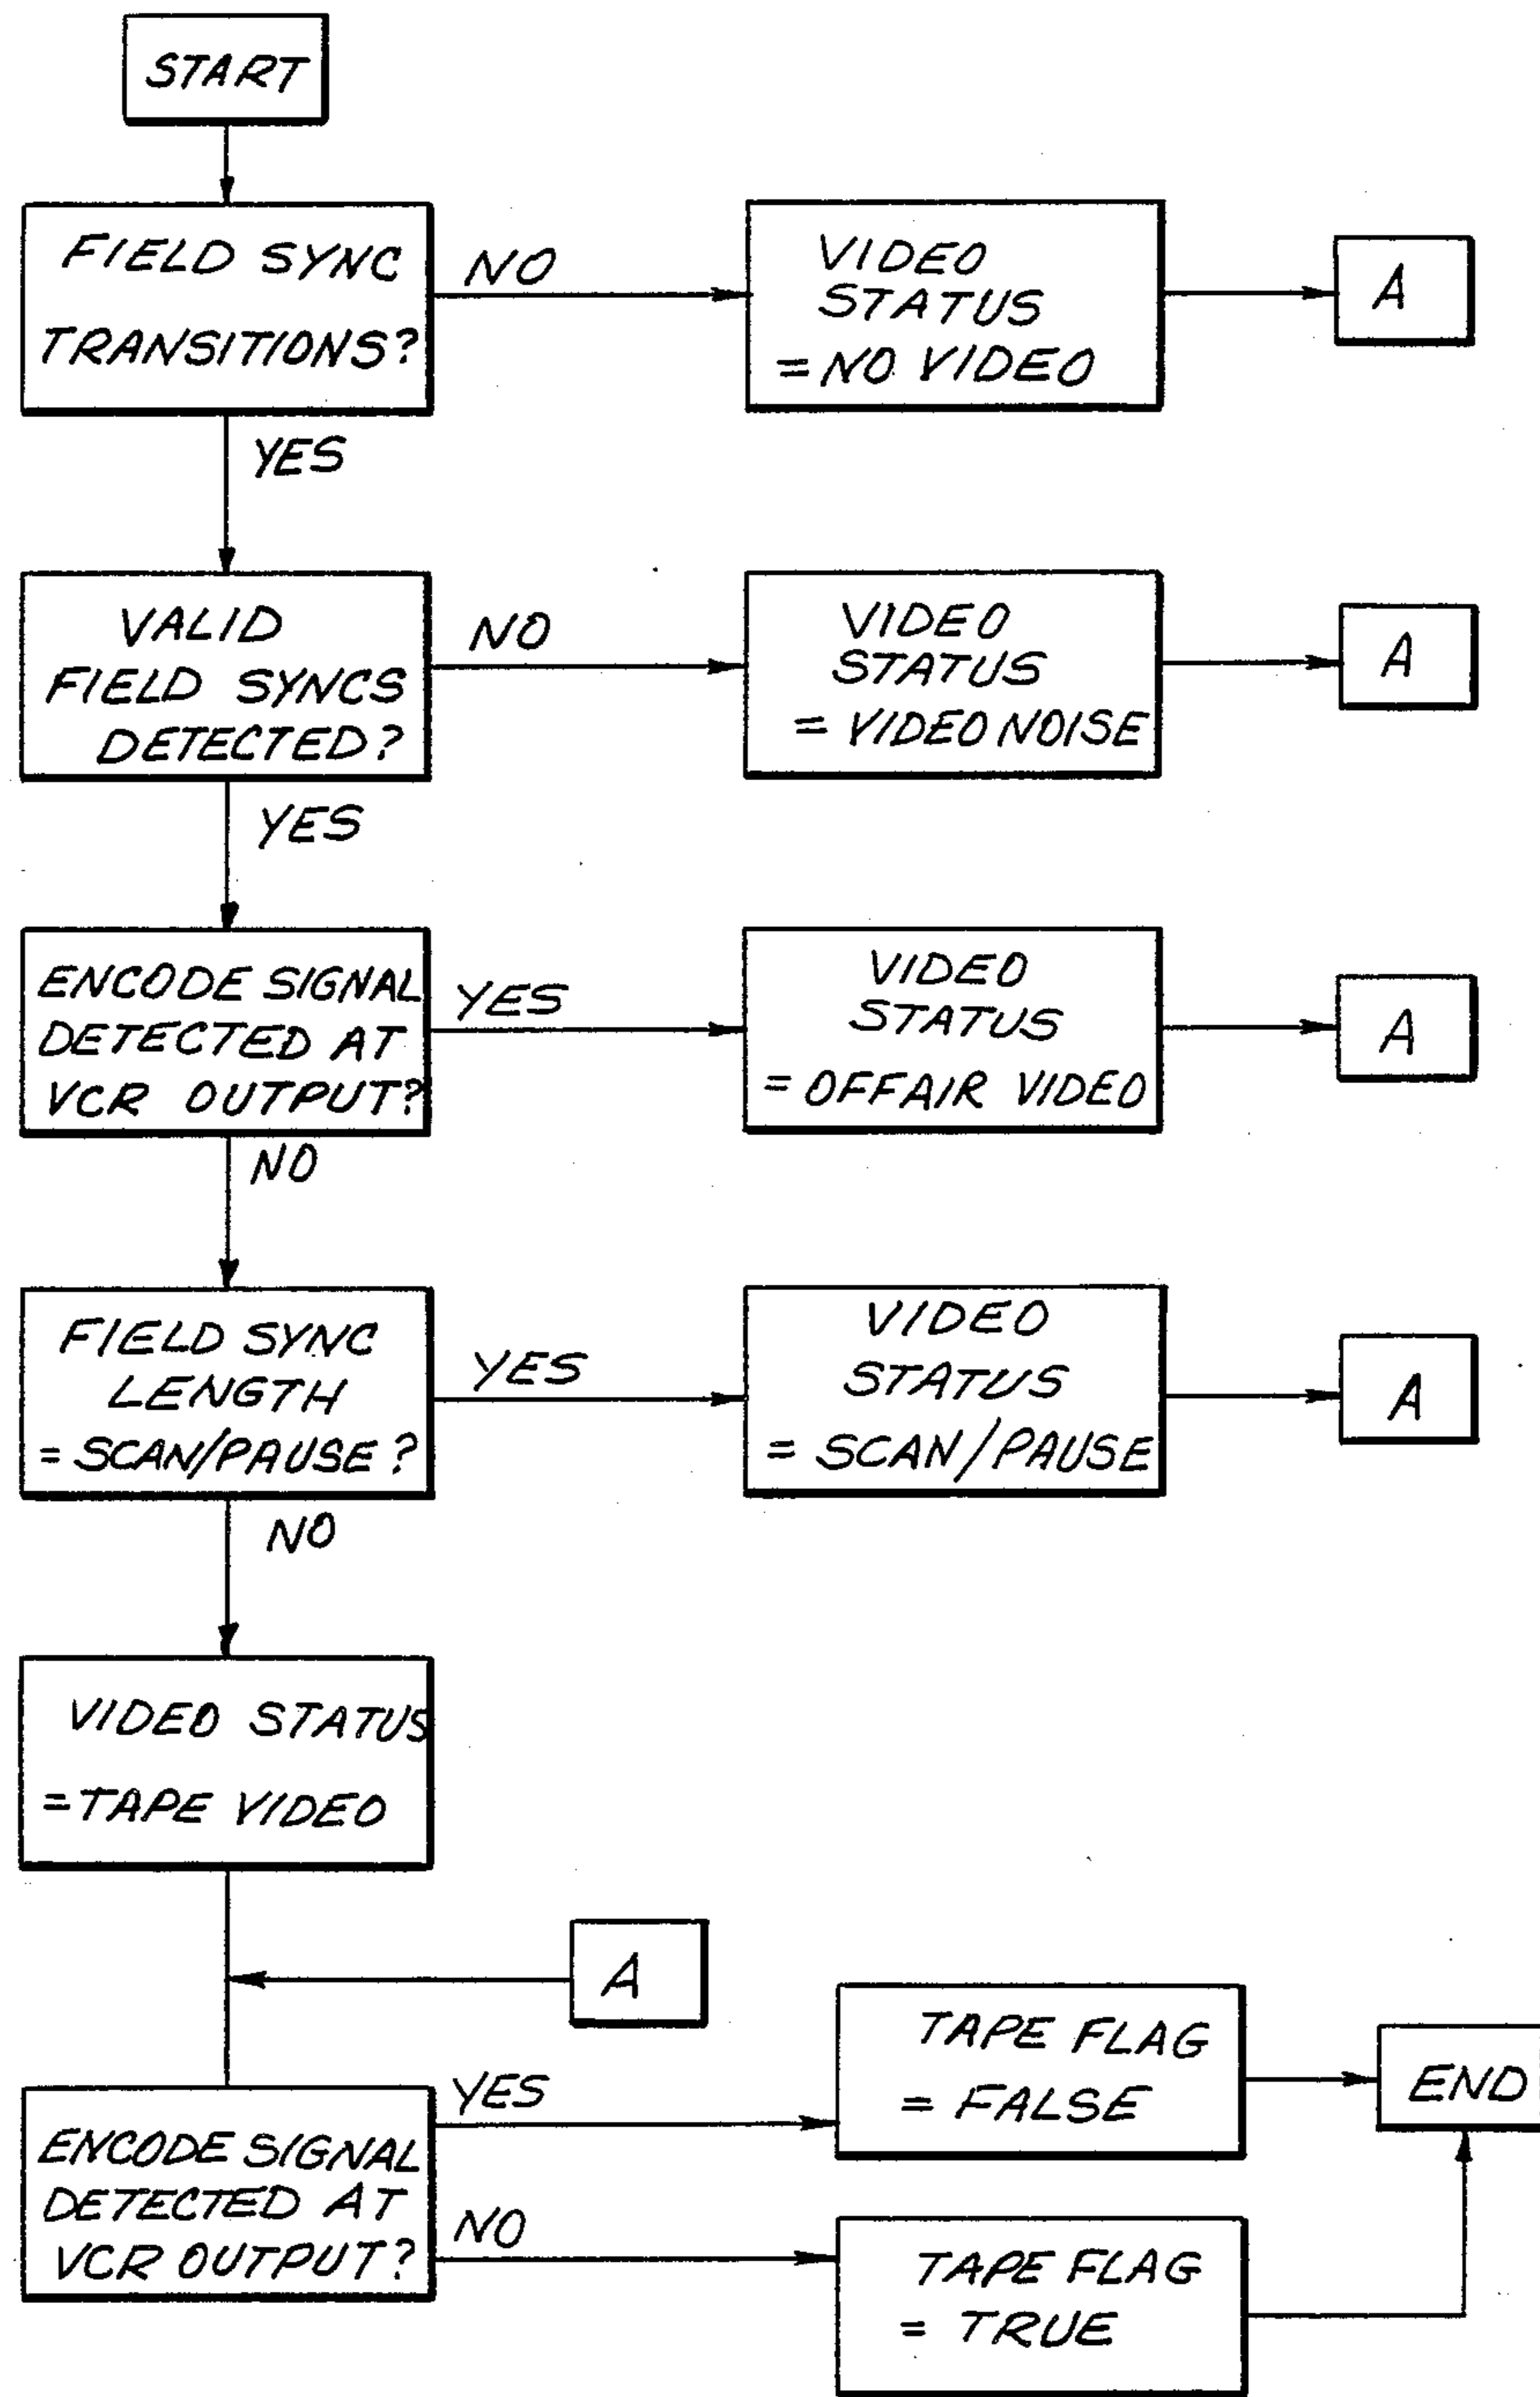 START
FIELD SYNC
TRANSITIONS?
NO
VIDEO
STATUS
= NO VIDEO
A
YES
VALID
FIELD SYNCS
DETECTED?
NO
VIDEO
STATUS
= VIDEO NOISE
A
YES
ENCODE SIGNAL
DETECTED AT
VCR OUTPUT?
YES
VIDEO
STATUS
= OFFAIR VIDEO
A
NO
FIELD SYNC
LENGTH
= SCAN/PAUSE?
YES
VIDEO
STATUS
= SCAN/PAUSE
A
NO
VIDEO STATUS
= TAPE VIDEO
A
ENCODE SIGNAL
DETECTED AT
VCR OUTPUT?
YES
TAPE FLAG
= FALSE
END
NO
TAPE FLAG
= TRUE